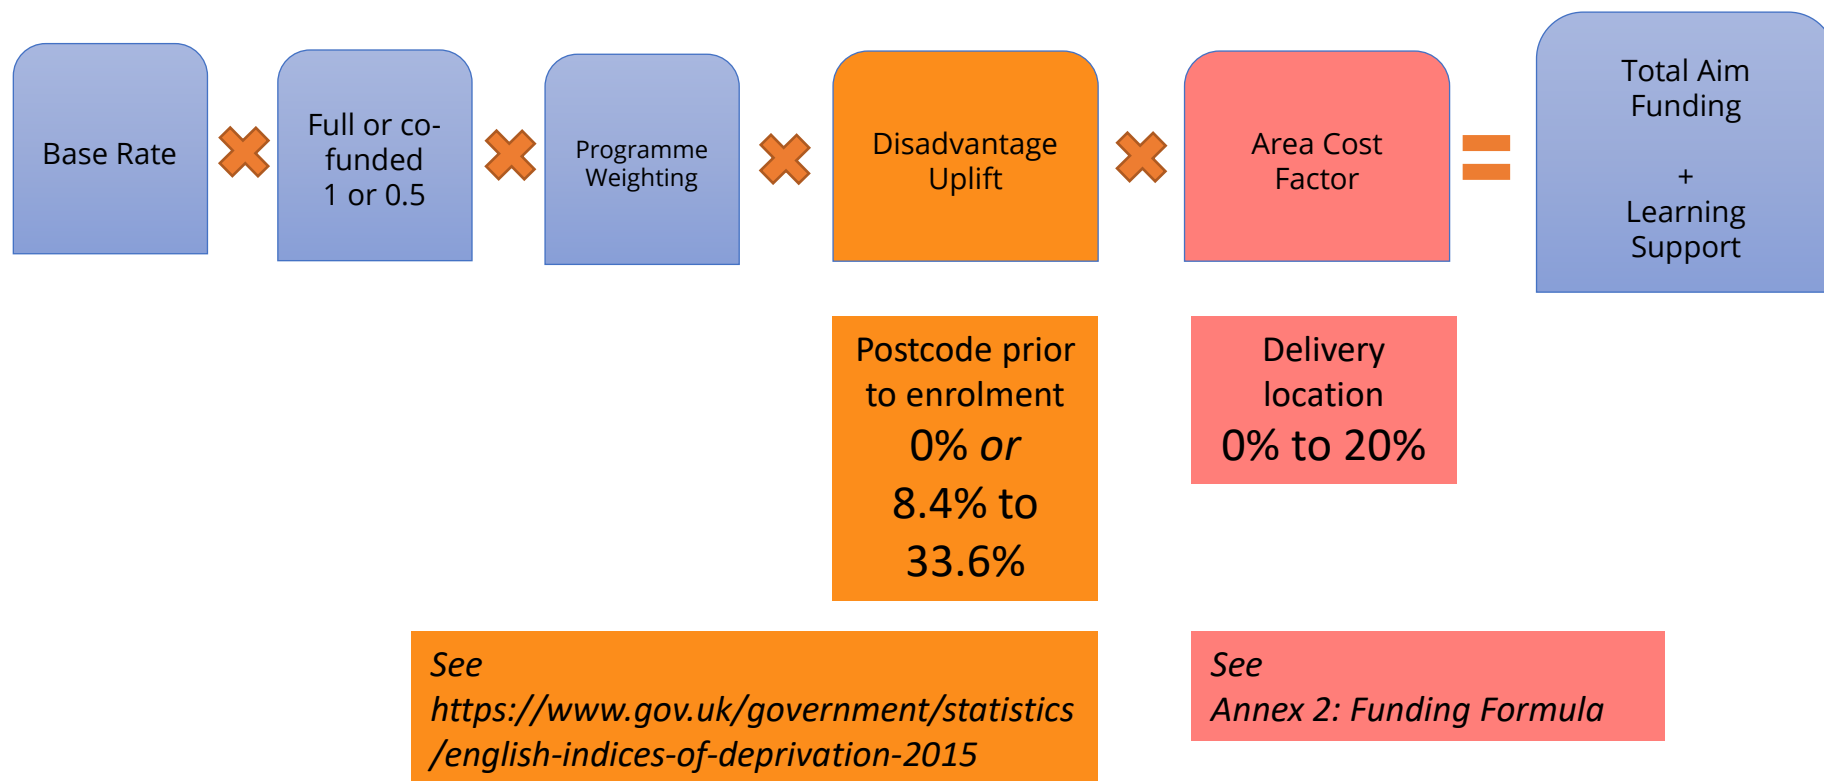 Base Rate
Full or co-
funded
1 or 0.5
Programme
Weighting
Disadvantage
Uplift
Area Cost
Factor
Total Aim
Funding
+
Learning
Support
Postcode prior
to enrolment
0% or
8.4% to
33.6%
Delivery
location
0% to 20%
See
https://www.gov.uk/government/statistics
/english-indices-of-deprivation-2015
See
Annex 2: Funding Formula